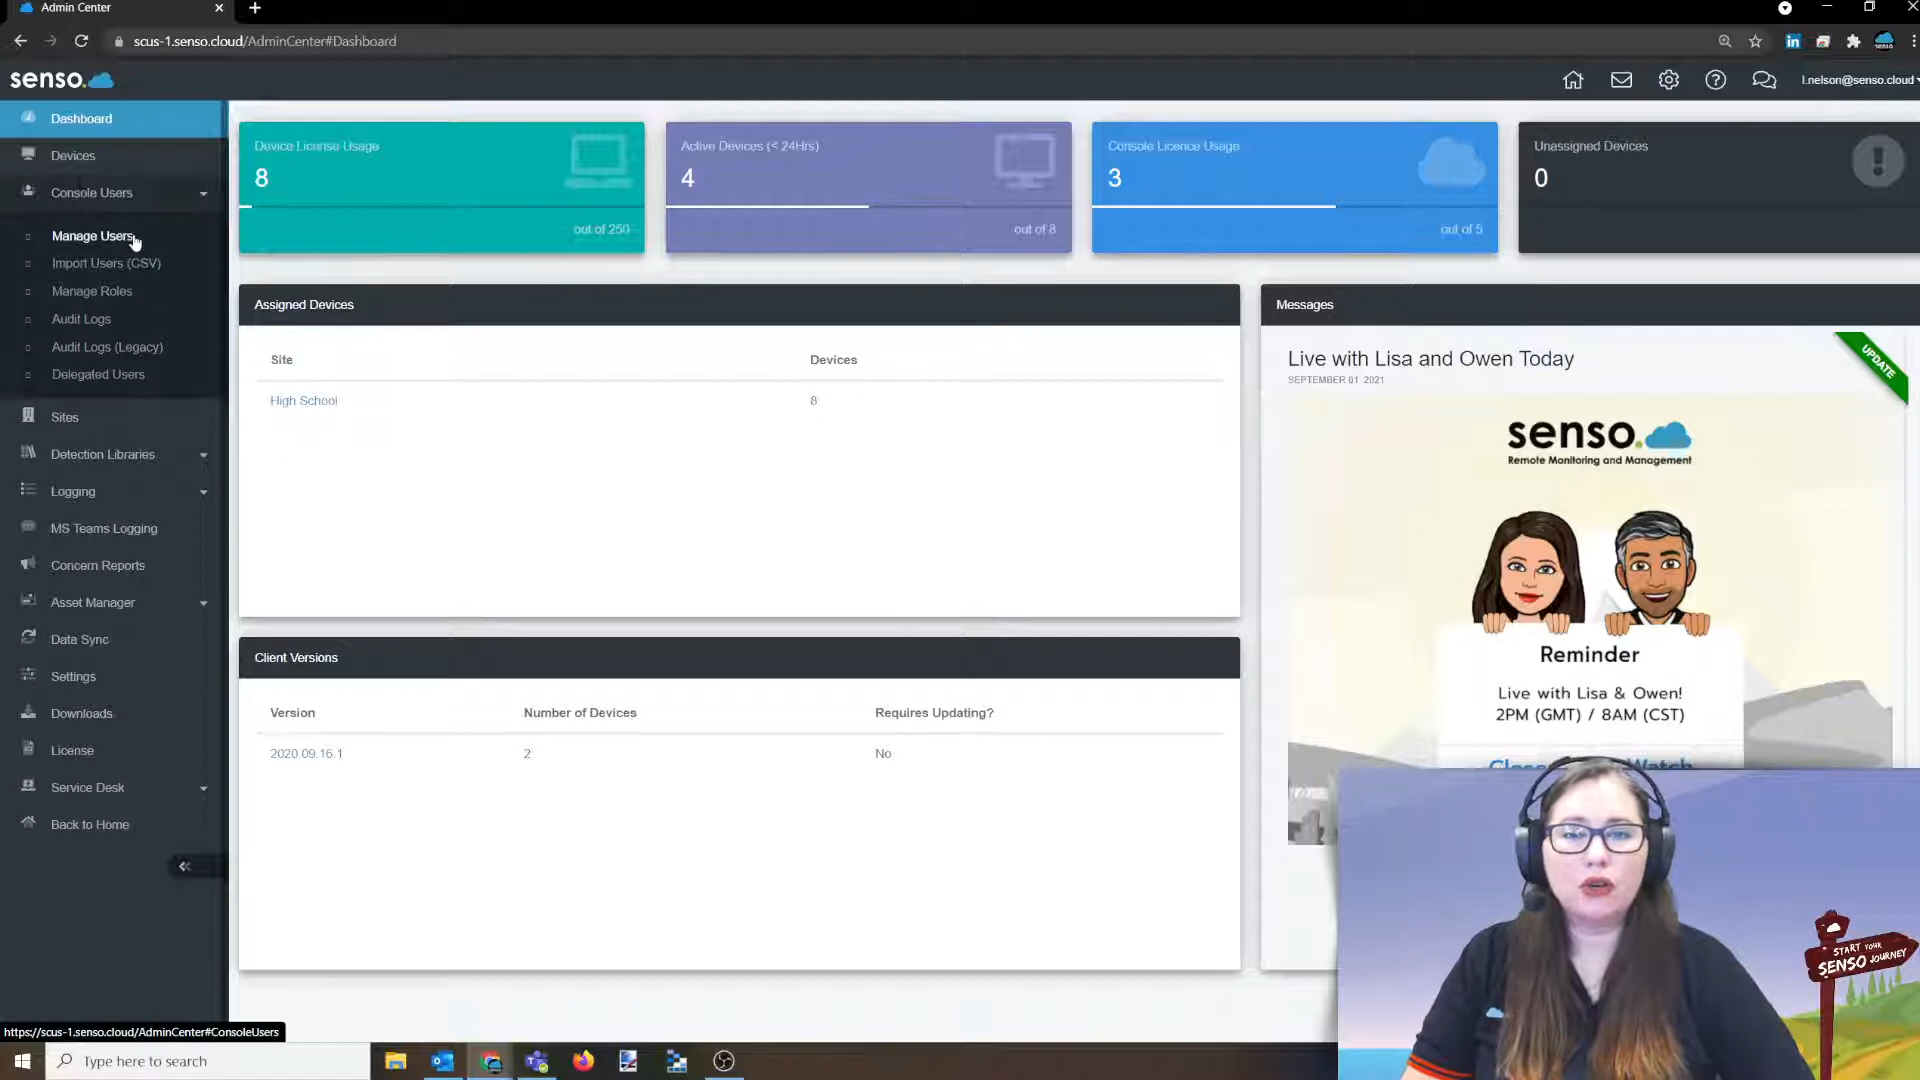 Admin Center
scus-1.senso.cloud/AdminCenter#Dashboard
senso.
l.nelson@senso.cloud
Dashboard
Devices
Console Users
Manage Users
Import Users (CSV)
Manage Roles
Audit Logs
Audit Logs (Legacy)
Delegated Users
Sites
Detection Libraries
Logging
MS Teams Logging
Concern Reports
Asset Manager
Data Sync
Settings
Downloads
License
Service Desk
Back to Home
Device License Usage
8
out of 250
Active Devices (< 24Hrs)
4
out of 8
Console Licence Usage
3
out of 5
Unassigned Devices
0
Assigned Devices
Site Devices
High School 8
Client Versions
Version Number of Devices Requires Updating?
2020.09.16.1 2 No
Messages
Live with Lisa and Owen Today
SEPTEMBER 01 2021
UPDATE
senso.
Remote Monitoring and Management
Reminder
Live with Lisa & Owen!
2PM (GMT) / 8AM (CST)
Watch
START YOUR
SENSO JOURNEY
https://scus-1.senso.cloud/AdminCenter#ConsoleUsers
Type here to search